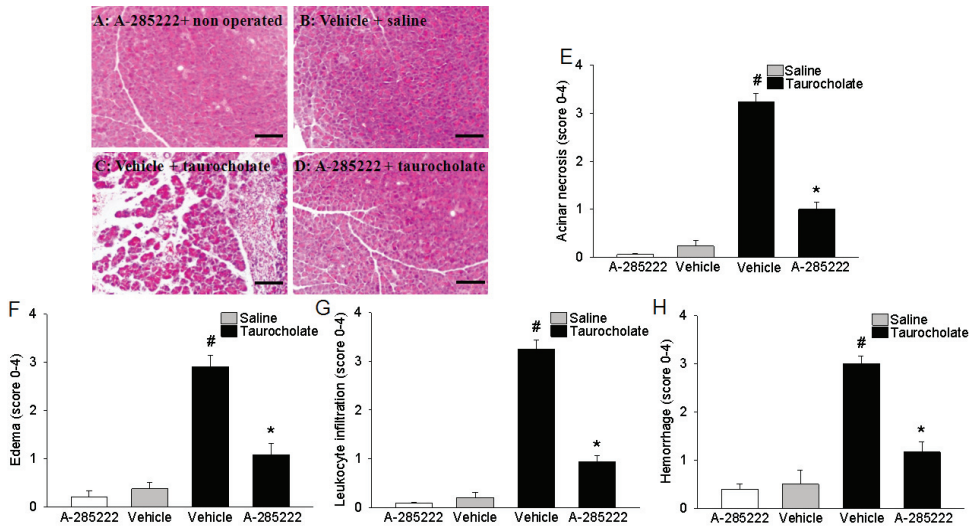 A: A-285222+ non operated
B: Vehicle + saline
C: Vehicle + taurocholate
D: A-285222 + taurocholate
E
Saline
Taurocholate
Acinar necrosis (score 0-4)
4
3
2
1
0
#
*
A-285222 Vehicle Vehicle A-285222
F
Saline
Taurocholate
Edema (score 0-4)
4
3
2
1
0
#
*
A-285222 Vehicle Vehicle A-285222
G
Saline
Taurocholate
Leukocyte infiltration (score 0-4)
4
3
2
1
0
#
*
A-285222 Vehicle Vehicle A-285222
H
Saline
Taurocholate
Hemorrhage (score 0-4)
4
3
2
1
0
#
*
A-285222 Vehicle Vehicle A-285222